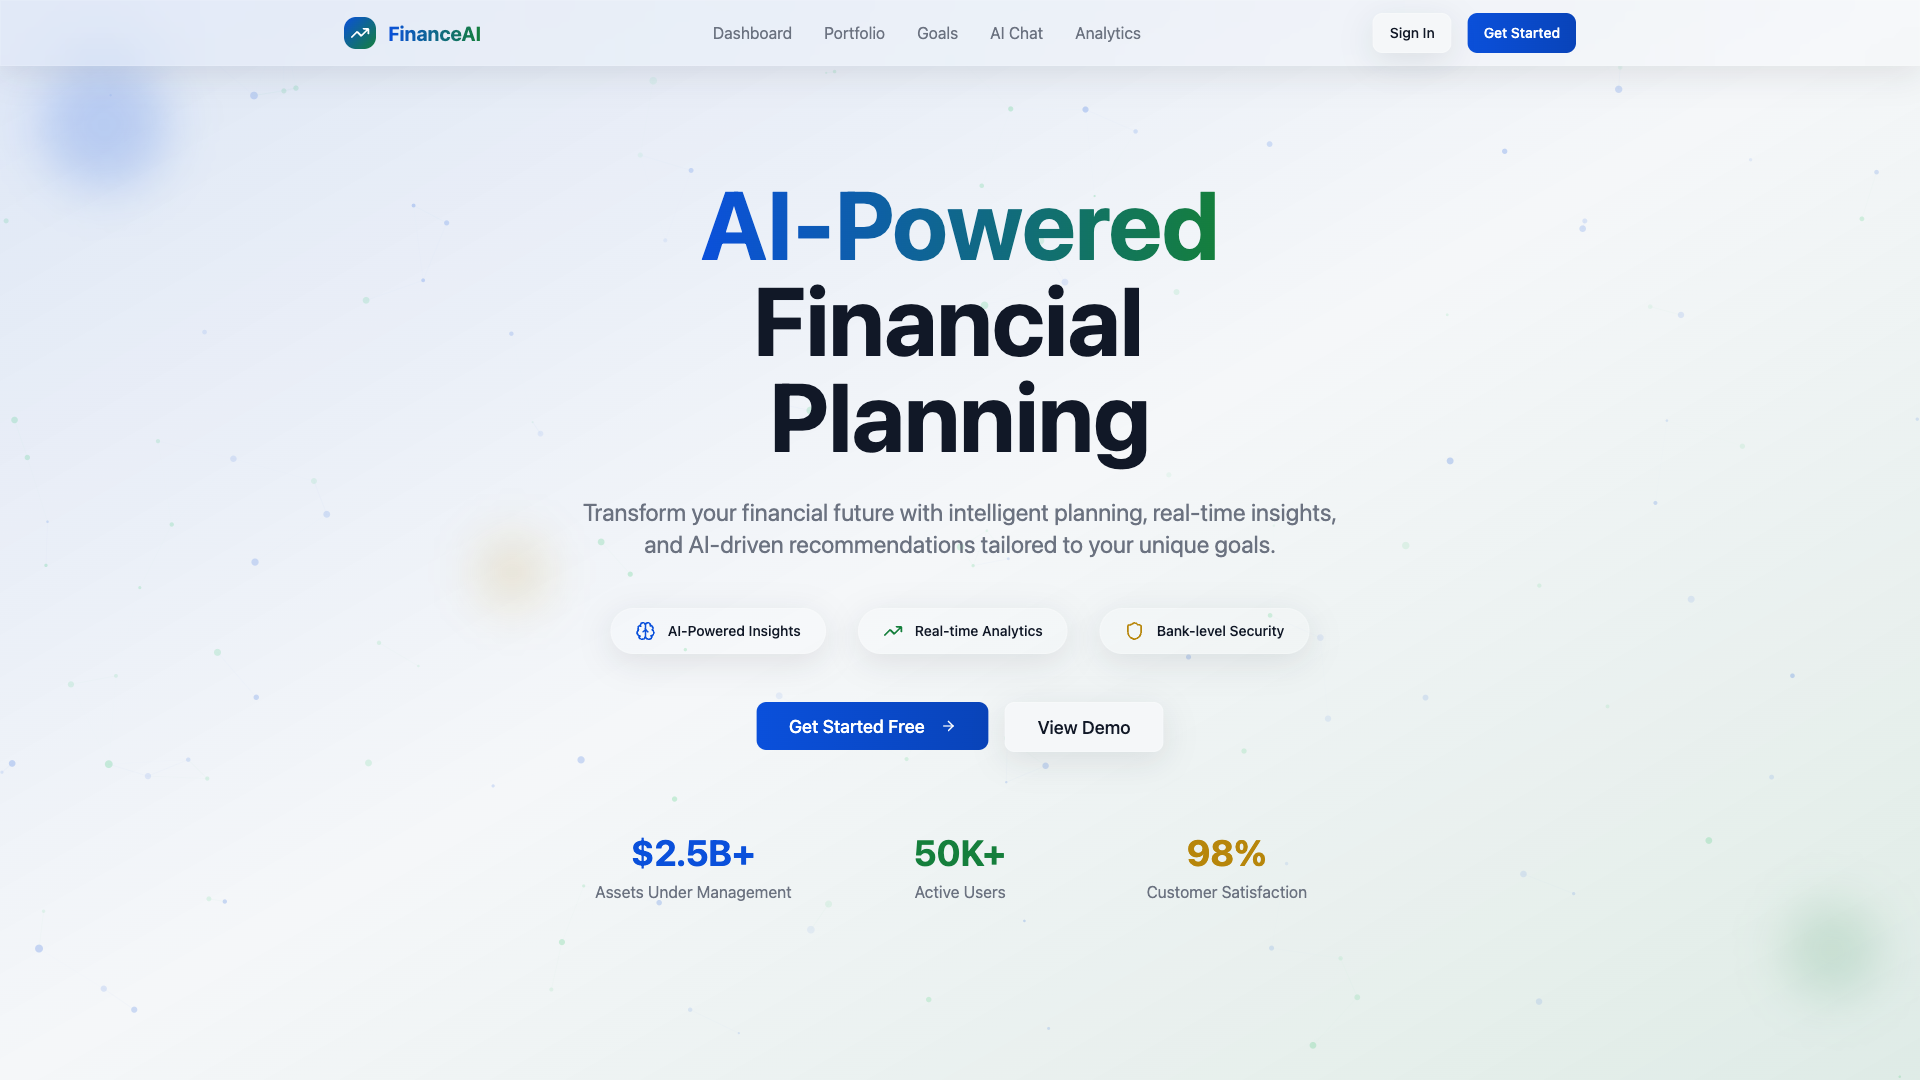 FinanceAI
Dashboard
Portfolio
Goals
AI Chat
Analytics
Sign In
Get Started
AI-Powered
Financial
Planning
Transform your financial future with intelligent planning, real-time insights,
and AI-driven recommendations tailored to your unique goals.
AI-Powered Insights
Real-time Analytics
Bank-level Security
Get Started Free
View Demo
$2.5B+
Assets Under Management
50K+
Active Users
98%
Customer Satisfaction